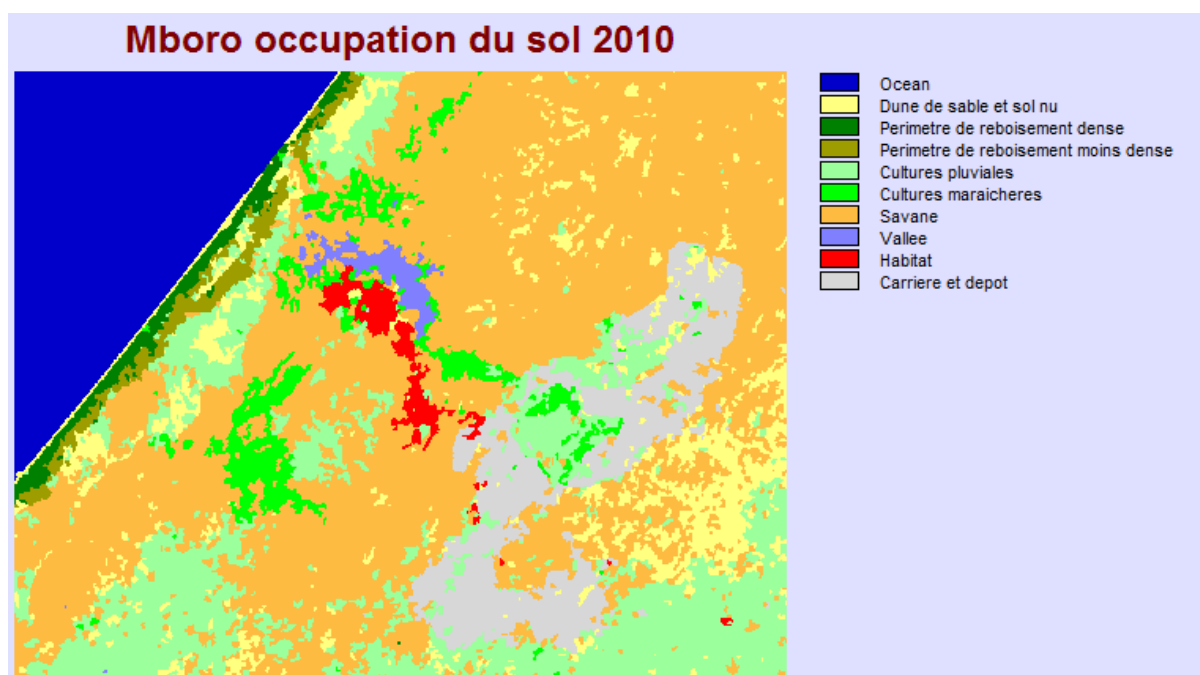 Mboro occupation du sol 2010
Ocean
Dune de sable et sol nu
Perimetre de reboisement dense
Perimetre de reboisement moins dense
Cultures pluviales
Cultures maraicheres
Savane
Vallee
Habitat
Carriere et depot